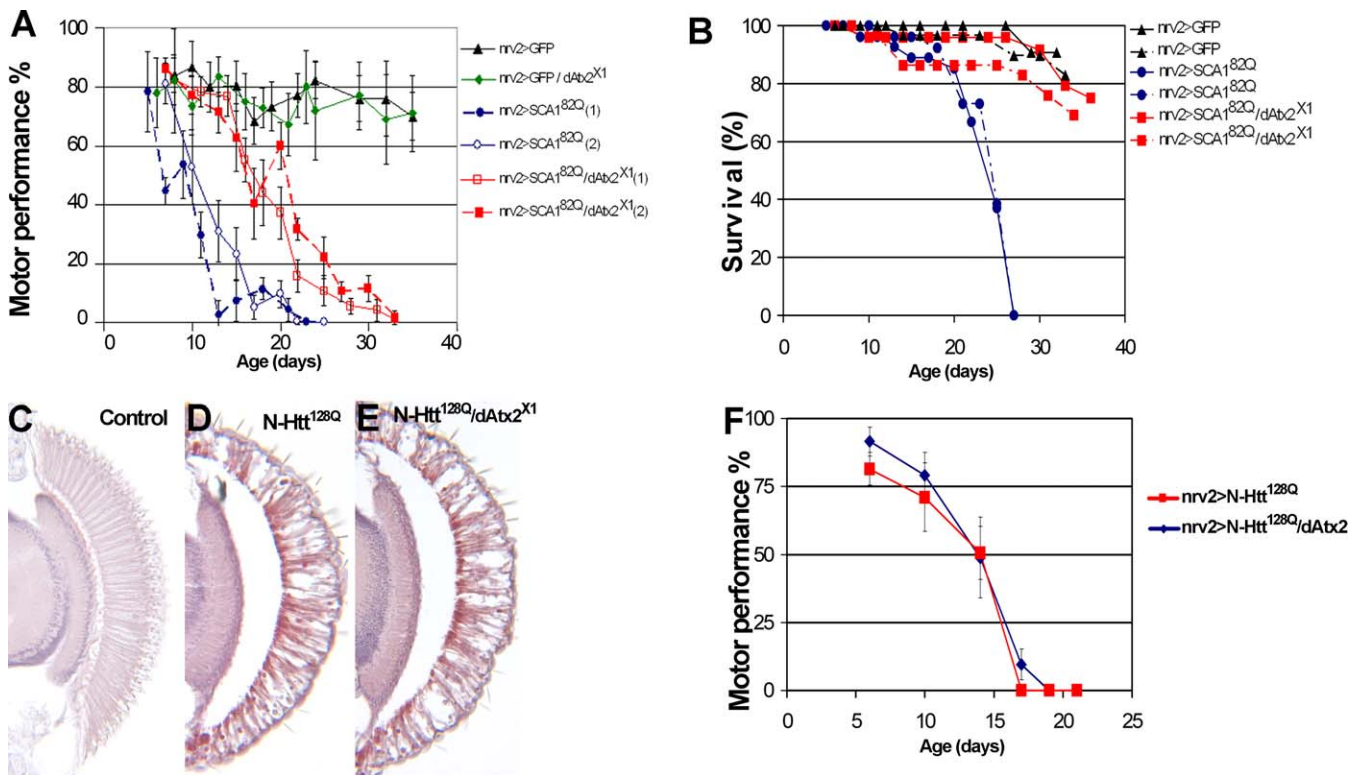 A
Motor performance %
100
80
60
40
20
0
0 10 20 30 40
Age (days)
nrv2>GFP
nrv2>GFP / dAtx2X1
nrv2>SCA182Q (1)
nrv2>SCA182Q (2)
nrv2>SCA182Q/dAtx2X1(1)
nrv2>SCA182Q/dAtx2X1(2)
B
Survival (%)
100
80
60
40
20
0
0 10 20 30 40
Age (days)
nrv2>GFP
nrv2>GFP
nrv2>SCA182Q
nrv2>SCA182Q
nrv2>SCA182Q/dAtx2X1
nrv2>SCA182Q/dAtx2X1
C Control
D N-Htt128Q
E N-Htt128Q/dAtx2X1
F
Motor performance %
100
75
50
25
0
0 5 10 15 20 25
Age (days)
nrv2>N-Htt128Q
nrv2>N-Htt128Q/dAtx2